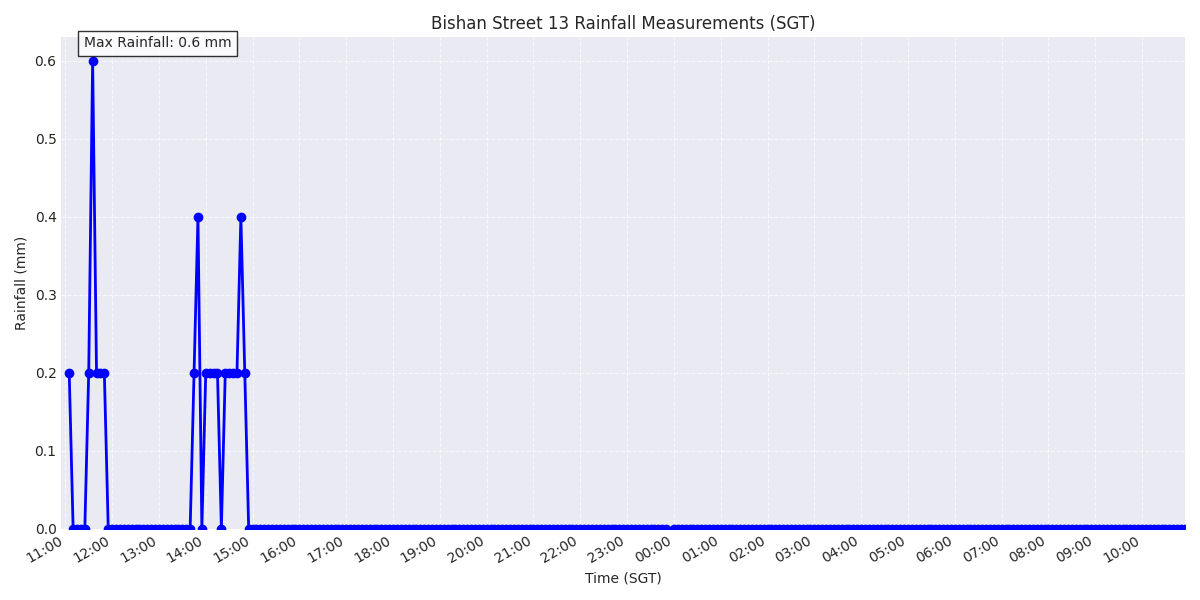 Bishan Street 13 Rainfall Measurements (SGT)
Max Rainfall: 0.6 mm
Rainfall (mm)
0.6
0.5
0.4
0.3
0.2
0.1
0.0
11:00 12:00 13:00 14:00 15:00 16:00 17:00 18:00 19:00 20:00 21:00 22:00 23:00 00:00 01:00 02:00 03:00 04:00 05:00 06:00 07:00 08:00 09:00 10:00
Time (SGT)